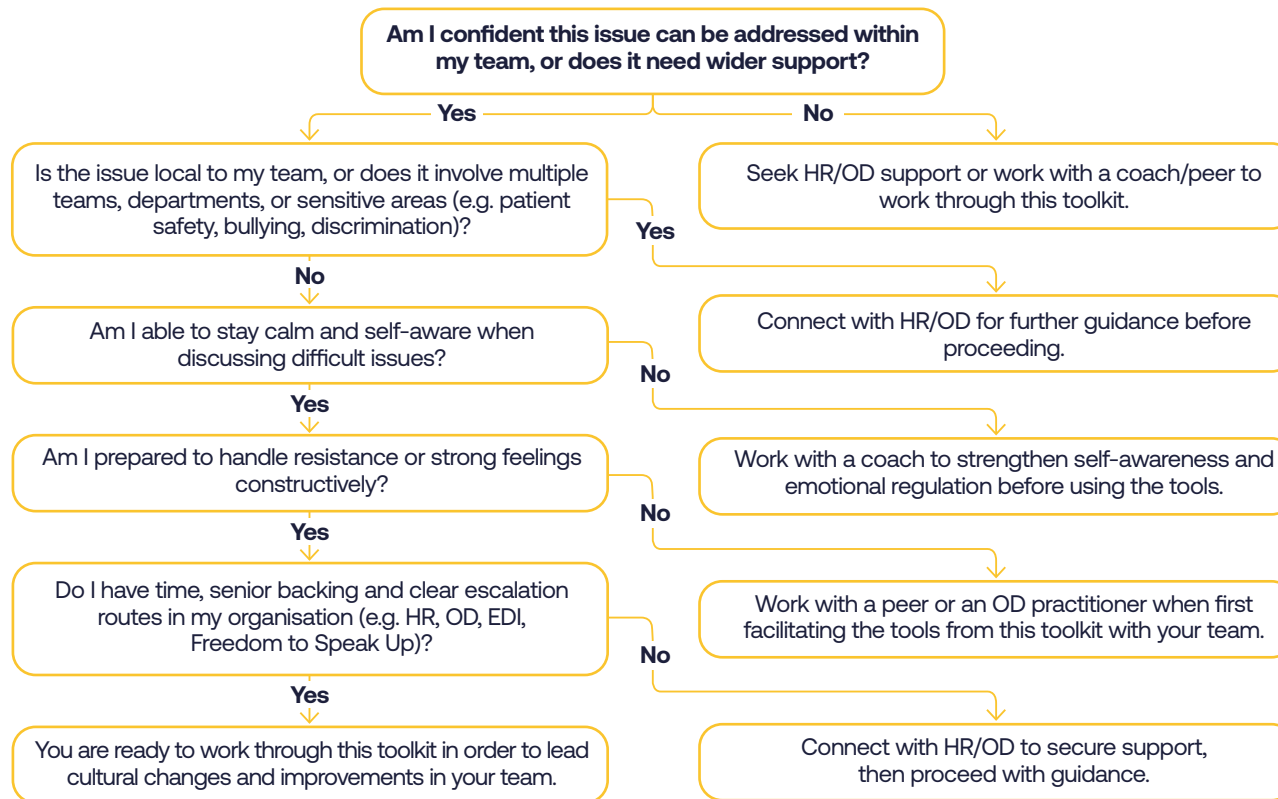 Am I confident this issue can be addressed within
my team, or does it need wider support?
Yes
No
Is the issue local to my team, or does it involve multiple
teams, departments, or sensitive areas (e.g. patient
safety, bullying, discrimination)?
Seek HR/OD support or work with a coach/peer to
work through this toolkit.
Yes
No
Connect with HR/OD for further guidance before
proceeding.
Am I able to stay calm and self-aware when
discussing difficult issues?
No
Yes
Work with a coach to strengthen self-awareness and
emotional regulation before using the tools.
Am I prepared to handle resistance or strong feelings
constructively?
No
Yes
Work with a peer or an OD practitioner when first
facilitating the tools from this toolkit with your team.
Do I have time, senior backing and clear escalation
routes in my organisation (e.g. HR, OD, EDI,
Freedom to Speak Up)?
No
Yes
Connect with HR/OD to secure support,
then proceed with guidance.
You are ready to work through this toolkit in order to lead
cultural changes and improvements in your team.